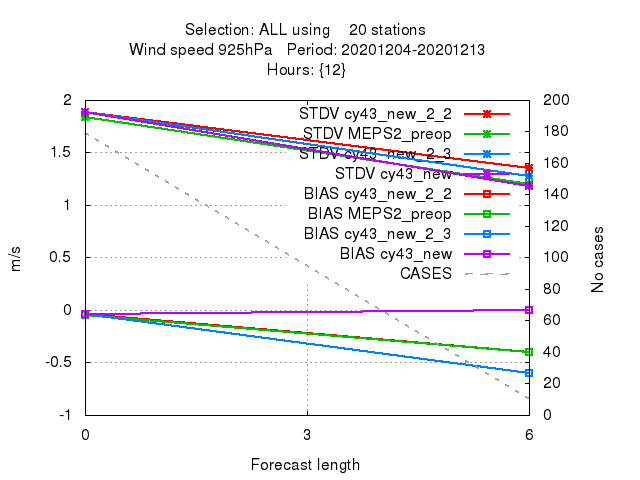 Selection: ALL using 20 stations
Wind speed 925hPa Period: 20201204-20201213
Hours: {12}
2
1.5
1
0.5
0
-0.5
-1
m/s
200
180
160
140
120
100
80
60
40
20
0
No cases
STDV cy43_new_2_2
STDV MEPS2_preop
STDV cy43_new_2_3
STDV cy43_new
BIAS cy43_new_2_2
BIAS MEPS2_preop
BIAS cy43_new_2_3
BIAS cy43_new
CASES
0 3 6
Forecast length